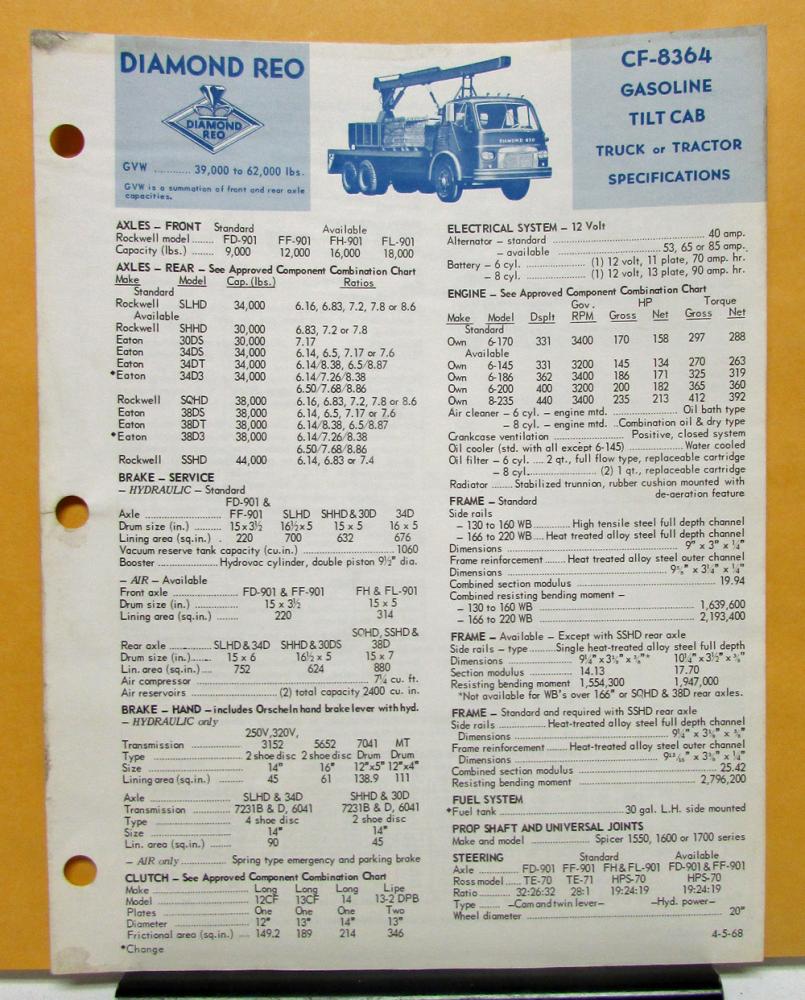 DIAMOND REO
DIAMOND
REO
GVW ........... 39,000 to 62,000 lbs.
GVW is a summation of front and rear axle
capacities.
DIAMOND REO
CF-8364
GASOLINE
TILT CAB
TRUCK or TRACTOR
SPECIFICATIONS
AXLES – FRONT Standard Available
Rockwell model ....... FD-901 FF-901 FH-901 FL-901
Capacity (lbs.) ........ 9,000 12,000 16,000 18,000
AXLES – REAR – See Approved Component Combination Chart
Make Model Cap. (lbs.) Ratios
Standard
Rockwell SLHD 34,000 6.16, 6.83, 7.2, 7.8 or 8.6
Available
Rockwell SHHD 30,000 6.83, 7.2 or 7.8
Eaton 30DS 30,000 7.17
Eaton 34DS 34,000 6.14, 6.5, 7.17 or 7.6
Eaton 34DT 34,000 6.14/8.38, 6.5/8.87
*Eaton 34D3 34,000 6.14/7.26/8.38
6.50/7.68/8.86
Rockwell SQHD 38,000 6.16, 6.83, 7.2, 7.8 or 8.6
Eaton 38DS 38,000 6.14, 6.5, 7.17 or 7.6
Eaton 38DT 38,000 6.14/8.38, 6.5/8.87
*Eaton 38D3 38,000 6.14/7.26/8.38
6.50/7.68/8.86
Rockwell SSHD 44,000 6.14, 6.83 or 7.4
BRAKE – SERVICE
– HYDRAULIC – Standard
FD-901 &
Axle ................ FF-901 SLHD SHHD & 30D 34D
Drum size (in.) ......... 15 x 3½ 16½ x 5 15 x 5 16 x 5
Lining area (sq.in.) . 220 700 632 676
Vacuum reserve tank capacity (cu.in.) .................... 1060
Booster ................ Hydrovac cylinder, double piston 9½" dia.
– AIR – Available
Front axle ............ FD-901 & FF-901 FH & FL-901
Drum size (in.) .......... 15 x 3½ 15 x 5
Lining area (sq.in.) ....... 220 314
SQHD, SSHD &
Rear axle ......... SLHD & 34D SHHD & 30DS 38D
Drum size (in.)...... 15 x 6 16½ x 5 15 x 7
Lin. area (sq.in.).... 752 624 880
Air compressor .............................. 7¼ cu. ft.
Air reservoirs ................. (2) total capacity 2400 cu. in.
BRAKE – HAND – includes Orscheln hand brake lever with hyd.
– HYDRAULIC only
250V,320V,
Transmission ............. 3152 5652 7041 MT
Type ............... 2 shoe disc 2 shoe disc Drum Drum
Size ..................... 14" 16" 12"x5" 12"x4"
Lining area (sq.in.) ....... 45 61 138.9 111
Axle ................. SLHD & 34D SHHD & 30D
Transmission ........ 7231B & D, 6041 7231B & D, 6041
Type ................ 4 shoe disc 2 shoe disc
Size .................... 14" 14"
Lin. area (sq.in.) ......... 90 45
– AIR only ......... Spring type emergency and parking brake
CLUTCH – See Approved Component Combination Chart
Make ................. Long Long Long Lipe
Model ................ 12CF 13CF 14 13-2 DPB
Plates ................. One One One Two
Diameter .............. 12" 13" 14" 13"
Frictional area (sq.in.) .... 149.2 189 214 346
*Change
ELECTRICAL SYSTEM – 12 Volt
Alternator – standard ........................... 40 amp.
– available ...................... 53, 65 or 85 amp.
Battery – 6 cyl. ............. (1) 12 volt, 11 plate, 70 amp. hr.
– 8 cyl. ............. (1) 12 volt, 13 plate, 90 amp. hr.
ENGINE – See Approved Component Combination Chart
Gov. HP Torque
Make Model Dsplt RPM Gross Net Gross Net
Standard
Own 6-170 331 3400 170 158 297 288
Available
Own 6-145 331 3200 145 134 270 263
Own 6-186 362 3400 186 171 325 319
Own 6-200 400 3200 200 182 365 360
Own 8-235 440 3400 235 213 412 392
Air cleaner – 6 cyl. – engine mtd. .................. Oil bath type
– 8 cyl. – engine mtd. ..Combination oil & dry type
Crankcase ventilation .............. Positive, closed system
Oil cooler (std. with all except 6-145) ............ Water cooled
Oil filter – 6 cyl. .... 2 qt., full flow type, replaceable cartridge
– 8 cyl................. (2) 1 qt., replaceable cartridge
Radiator ...... Stabilized trunnion, rubber cushion mounted with
de-aeration feature
FRAME – Standard
Side rails
– 130 to 160 WB........... High tensile steel full depth channel
– 166 to 220 WB.... Heat treated alloy steel full depth channel
Dimensions .............................. 9" x 3" x ¼"
Frame reinforcement ...... Heat treated alloy steel outer channel
Dimensions ........................... x 3¼" x ¼"
Combined section modulus ......................... 19.94
Combined resisting bending moment –
– 130 to 160 WB ............................ 1,639,600
– 166 to 220 WB ............................ 2,193,400
FRAME – Available – Except with SSHD rear axle
Side rails – type ........ Single heat-treated alloy steel full depth
Dimensions ............ 9¼" x 3⅜" x ⅜"* 10¼" x 3½" x ⅜"
Section modulus ............ 14.13 17.70
Resisting bending moment 1,554,300 1,947,000
*Not available for WB's over 166" or SQHD & 38D rear axles.
FRAME – Standard and required with SSHD rear axle
Side rails ............ Heat-treated alloy steel full depth channel
Dimensions .......................... 9¼" x 3⅜" x ⅜"
Frame reinforcement ...... Heat-treated alloy steel outer channel
Dimensions .......................... x 3⅜" x ¼"
Combined section modulus ........................ 25.42
Resisting bending moment ..................... 2,796,200
FUEL SYSTEM
*Fuel tank ......................... 30 gal. L.H. side mounted
PROP SHAFT AND UNIVERSAL JOINTS
Make and model ............... Spicer 1550, 1600 or 1700 series
STEERING Standard Available
Axle ........... FD-901 FF-901 FH&FL-901 FD-901&FF-901
Ross model ..... TE-70 TE-71 HPS-70 HPS-70
Ratio .......... 32:26:32 28:1 19:24:19 19:24:19
Type ....... –Cam and twin lever– –Hyd. power–
Wheel diameter .................................... 20"
4-5-68